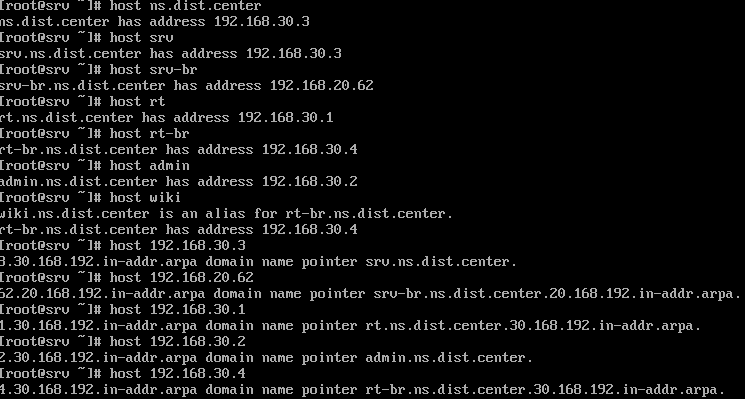 [root@srv ~]# host ns.dist.center
ns.dist.center has address 192.168.30.3
[root@srv ~]# host srv
srv.ns.dist.center has address 192.168.30.3
[root@srv ~]# host srv-br
srv-br.ns.dist.center has address 192.168.20.62
[root@srv ~]# host rt
rt.ns.dist.center has address 192.168.30.1
[root@srv ~]# host rt-br
rt-br.ns.dist.center has address 192.168.30.4
[root@srv ~]# host admin
admin.ns.dist.center has address 192.168.30.2
[root@srv ~]# host wiki
wiki.ns.dist.center is an alias for rt-br.ns.dist.center.
rt-br.ns.dist.center has address 192.168.30.4
[root@srv ~]# host 192.168.30.3
3.30.168.192.in-addr.arpa domain name pointer srv.ns.dist.center.
[root@srv ~]# host 192.168.20.62
62.20.168.192.in-addr.arpa domain name pointer srv-br.ns.dist.center.20.168.192.in-addr.arpa.
[root@srv ~]# host 192.168.30.1
1.30.168.192.in-addr.arpa domain name pointer rt.ns.dist.center.30.168.192.in-addr.arpa.
[root@srv ~]# host 192.168.30.2
2.30.168.192.in-addr.arpa domain name pointer admin.ns.dist.center.
[root@srv ~]# host 192.168.30.4
4.30.168.192.in-addr.arpa domain name pointer rt-br.ns.dist.center.30.168.192.in-addr.arpa.